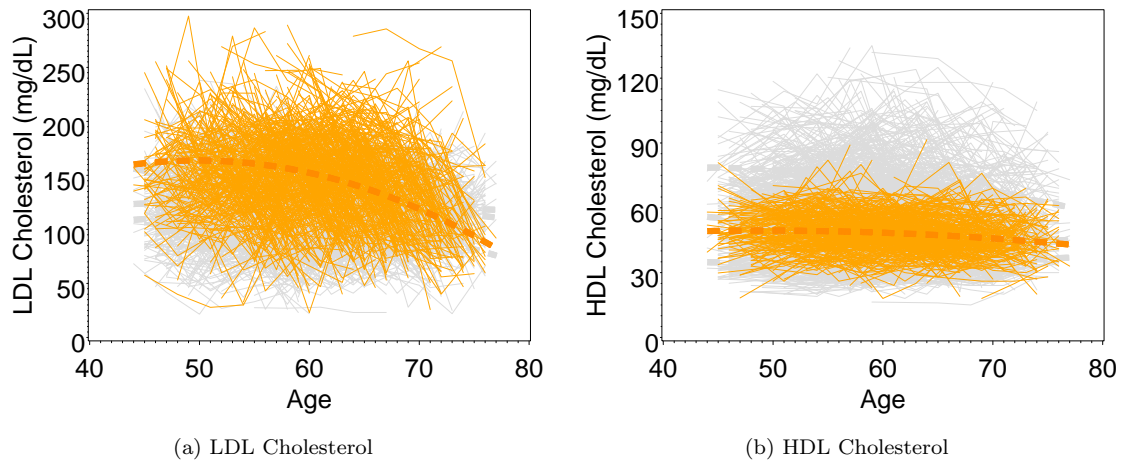 LDL Cholesterol (mg/dL)
300
250
200
150
100
50
0
40 50 60 70 80
Age
(a) LDL Cholesterol
HDL Cholesterol (mg/dL)
150
120
90
60
30
0
40 50 60 70 80
Age
(b) HDL Cholesterol